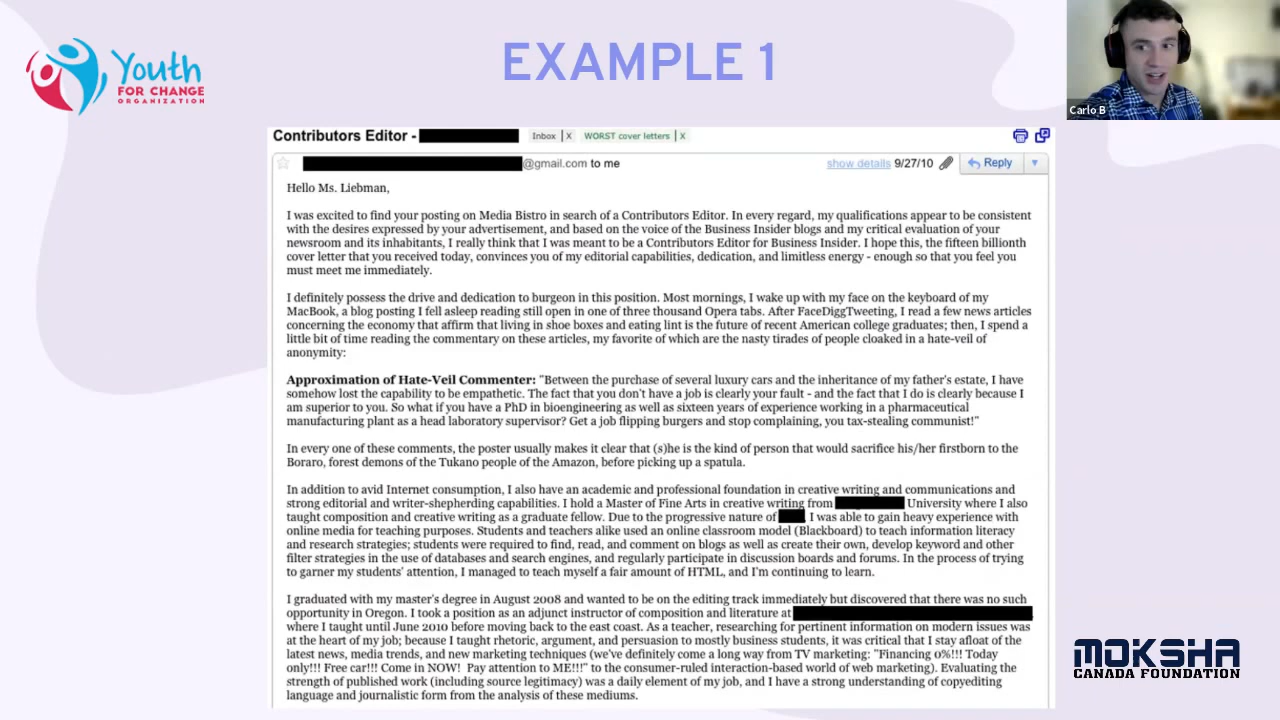 Youth
FOR CHANGE
ORGANIZATION
EXAMPLE 1
Carlo B
Contributors Editor -
Inbox | X
WORST cover letters | X
@gmail.com to me
show details 9/27/10
Reply
Hello Ms. Liebman,
I was excited to find your posting on Media Bistro in search of a Contributors Editor. In every regard, my qualifications appear to be consistent
with the desires expressed by your advertisement, and based on the voice of the Business Insider blogs and my critical evaluation of your
newsroom and its inhabitants, I really think that I was meant to be a Contributors Editor for Business Insider. I hope this, the fifteen billionth
cover letter that you received today, convinces you of my editorial capabilities, dedication, and limitless energy - enough so that you feel you
must meet me immediately.
I definitely possess the drive and dedication to burgeon in this position. Most mornings, I wake up with my face on the keyboard of my
MacBook, a blog posting I fell asleep reading still open in one of three thousand Opera tabs. After FaceDiggTweeting, I read a few news articles
concerning the economy that affirm that living in shoe boxes and eating lint is the future of recent American college graduates; then, I spend a
little bit of time reading the commentary on these articles, my favorite of which are the nasty tirades of people cloaked in a hate-veil of
anonymity:
Approximation of Hate-Veil Commenter: "Between the purchase of several luxury cars and the inheritance of my father's estate, I have
somehow lost the capability to be empathetic. The fact that you don't have a job is clearly your fault - and the fact that I do is clearly because I
am superior to you. So what if you have a PhD in bioengineering as well as sixteen years of experience working in a pharmaceutical
manufacturing plant as a head laboratory supervisor? Get a job flipping burgers and stop complaining, you tax-stealing communist!"
In every one of these comments, the poster usually makes it clear that (s)he is the kind of person that would sacrifice his/her firstborn to the
Boraro, forest demons of the Tukano people of the Amazon, before picking up a spatula.
In addition to avid Internet consumption, I also have an academic and professional foundation in creative writing and communications and
strong editorial and writer-shepherding capabilities. I hold a Master of Fine Arts in creative writing from University where I also
taught composition and creative writing as a graduate fellow. Due to the progressive nature of , I was able to gain heavy experience with
online media for teaching purposes. Students and teachers alike used an online classroom model (Blackboard) to teach information literacy
and research strategies; students were required to find, read, and comment on blogs as well as create their own, develop keyword and other
filter strategies in the use of databases and search engines, and regularly participate in discussion boards and forums. In the process of trying
to garner my students' attention, I managed to teach myself a fair amount of HTML, and I'm continuing to learn.
I graduated with my master's degree in August 2008 and wanted to be on the editing track immediately but discovered that there was no such
opportunity in Oregon. I took a position as an adjunct instructor of composition and literature at
where I taught until June 2010 before moving back to the east coast. As a teacher, researching for pertinent information on modern issues was
at the heart of my job; because I taught rhetoric, argument, and persuasion to mostly business students, it was critical that I stay afloat of the
latest news, media trends, and new marketing techniques (we've definitely come a long way from TV marketing: "Financing 0%!!! Today
only!!! Free car!!! Come in NOW! Pay attention to ME!!!" to the consumer-ruled interaction-based world of web marketing). Evaluating the
strength of published work (including source legitimacy) was a daily element of my job, and I have a strong understanding of copyediting
language and journalistic form from the analysis of these mediums.
MOKSHA
CANADA FOUNDATION